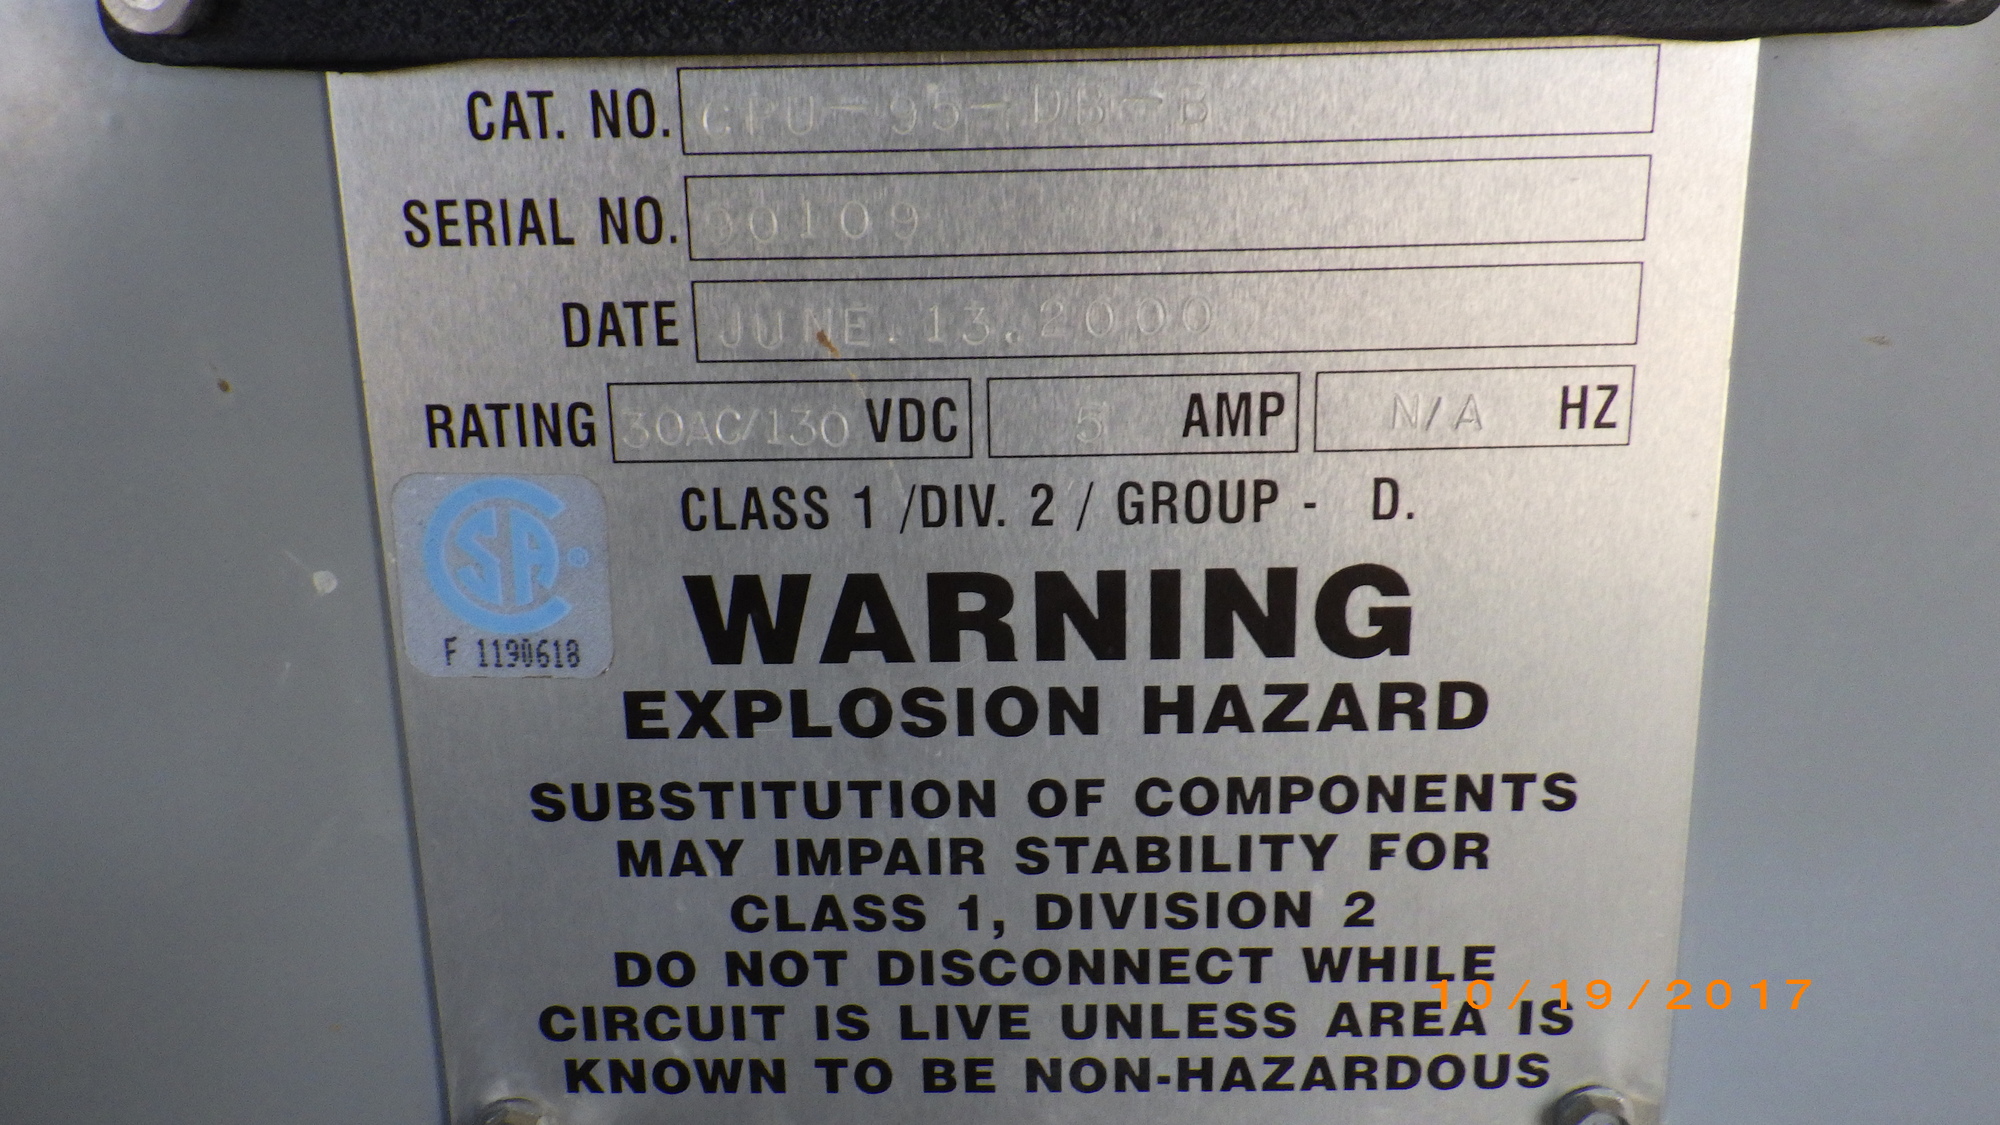 CAT. NO. CPU-95-DB-B
SERIAL NO. 90109
DATE JUNE.13.2000
RATING 30AC/130 VDC 5 AMP N/A HZ
CLASS 1 /DIV. 2 / GROUP - D.
CSA ®
F 1190618
WARNING
EXPLOSION HAZARD
SUBSTITUTION OF COMPONENTS
MAY IMPAIR STABILITY FOR
CLASS 1, DIVISION 2
DO NOT DISCONNECT WHILE
CIRCUIT IS LIVE UNLESS AREA IS
KNOWN TO BE NON-HAZARDOUS
10/19/2017